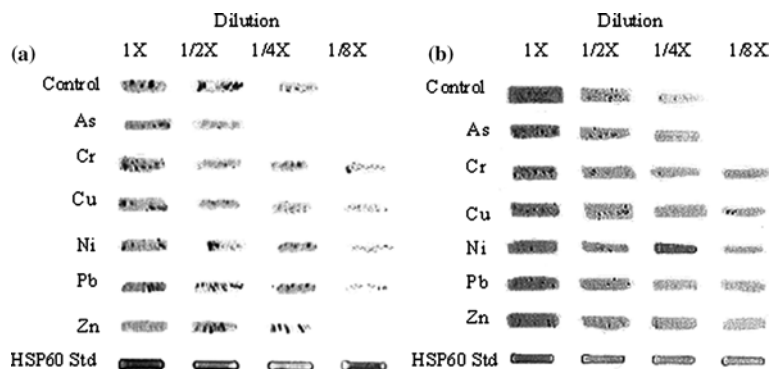 Dilution
(a) 1X 1/2X 1/4X 1/8X
Control
As
Cr
Cu
Ni
Pb
Zn
HSP60 Std
Dilution
(b) 1X 1/2X 1/4X 1/8X
Control
As
Cr
Cu
Ni
Pb
Zn
HSP60 Std